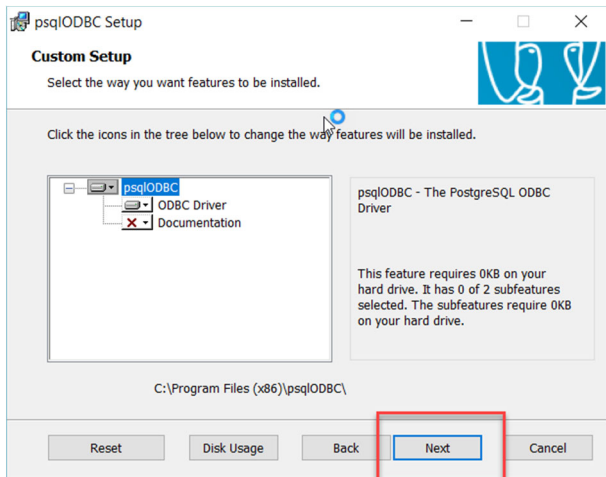 psqlODBC Setup
Custom Setup
Select the way you want features to be installed.
Click the icons in the tree below to change the way features will be installed.
psqlODBC
ODBC Driver
Documentation
psqlODBC - The PostgreSQL ODBC
Driver
This feature requires 0KB on your
hard drive. It has 0 of 2 subfeatures
selected. The subfeatures require 0KB
on your hard drive.
C:\Program Files (x86)\psqlODBC\
Reset
Disk Usage
Back
Next
Cancel